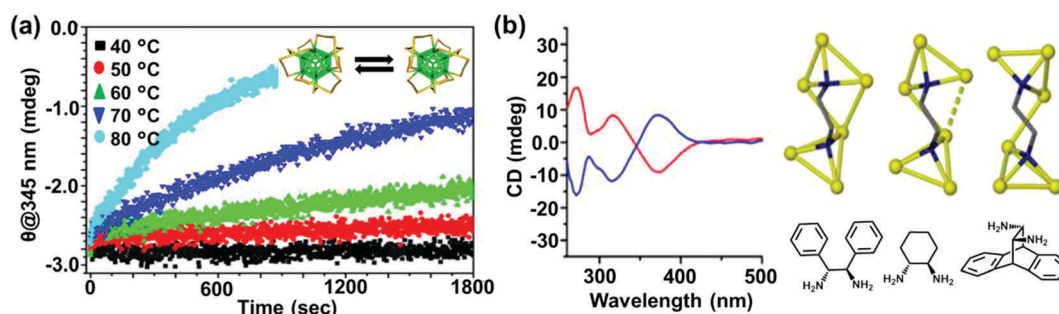 (a)
θ@345 nm (mdeg)
0.0
-1.0
-2.0
-3.0
40 °C
50 °C
60 °C
70 °C
80 °C
0 600 1200 1800
Time (sec)
(b)
CD (mdeg)
30
20
10
0
-10
-20
-30
300 400 500
Wavelength (nm)
NH₂
NH₂
NH₂
NH₂
H₂N
NH₂